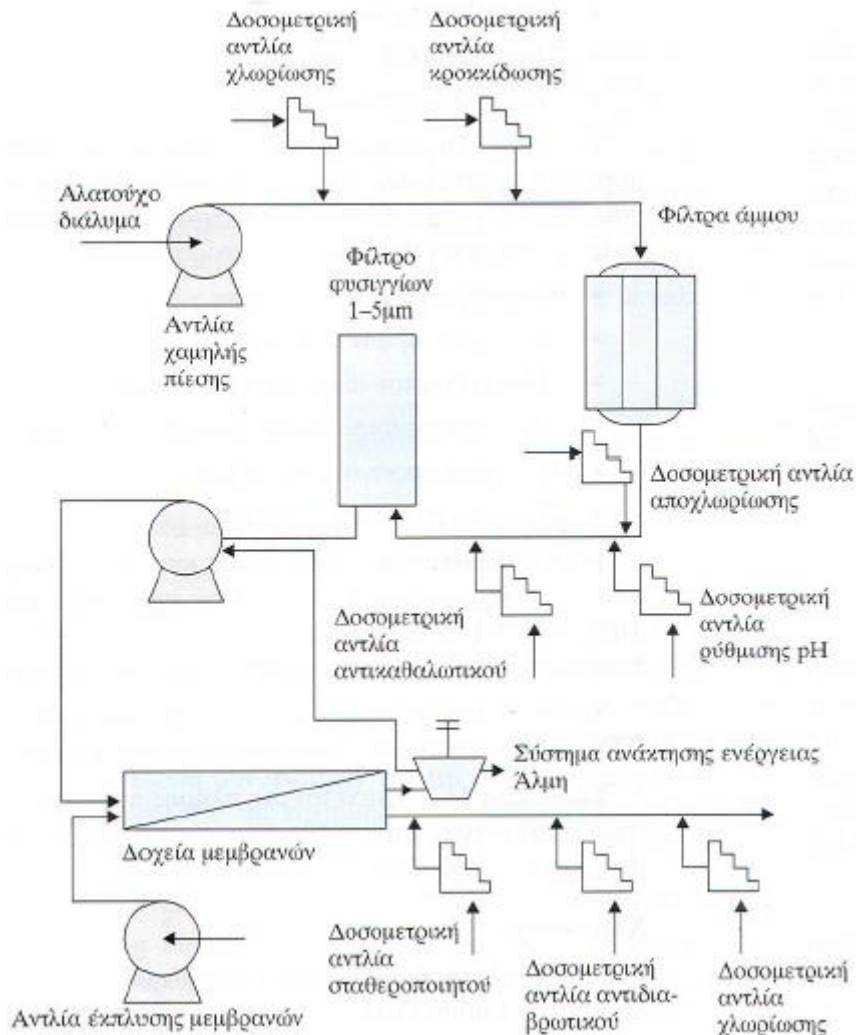 Δοσομετρική
αντλία
χλωρίωσης
Δοσομετρική
αντλία
κροκκίδωσης
Αλατούχο
διάλυμα
Αντλία
χαμηλής
πίεσης
Φίλτρο
φυσιγγίων
1–5μm
Φίλτρα άμμου
Δοσομετρική αντλία
αποχλωρίωσης
Δοσομετρική
αντλία
αντικαθαλωτικού
Δοσομετρική
αντλία
ρύθμισης pH
Σύστημα ανάκτησης ενέργειας
Άλμη
Δοχεία μεμβρανών
Αντλία έκπλυσης μεμβρανών
Δοσομετρική
αντλία
σταθεροποιητού
Δοσομετρική
αντλία αντιδια-
βρωτικού
Δοσομετρική
αντλία
χλωρίωσης